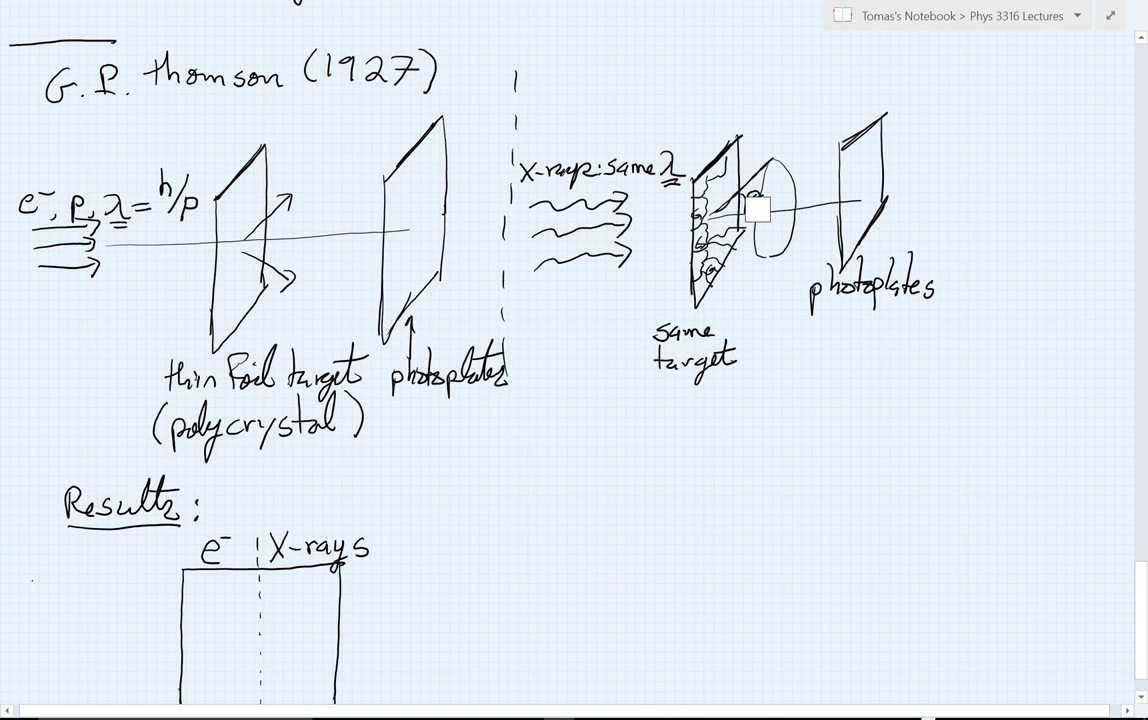 Tomas's Notebook > Phys 3316 Lectures
G.P. thomson (1927)
e⁻, p, λ = h/p
thin foil target
(polycrystal)
photoplates
X-rays: same λ
same
target
photoplates
Results:
e⁻ | X-rays